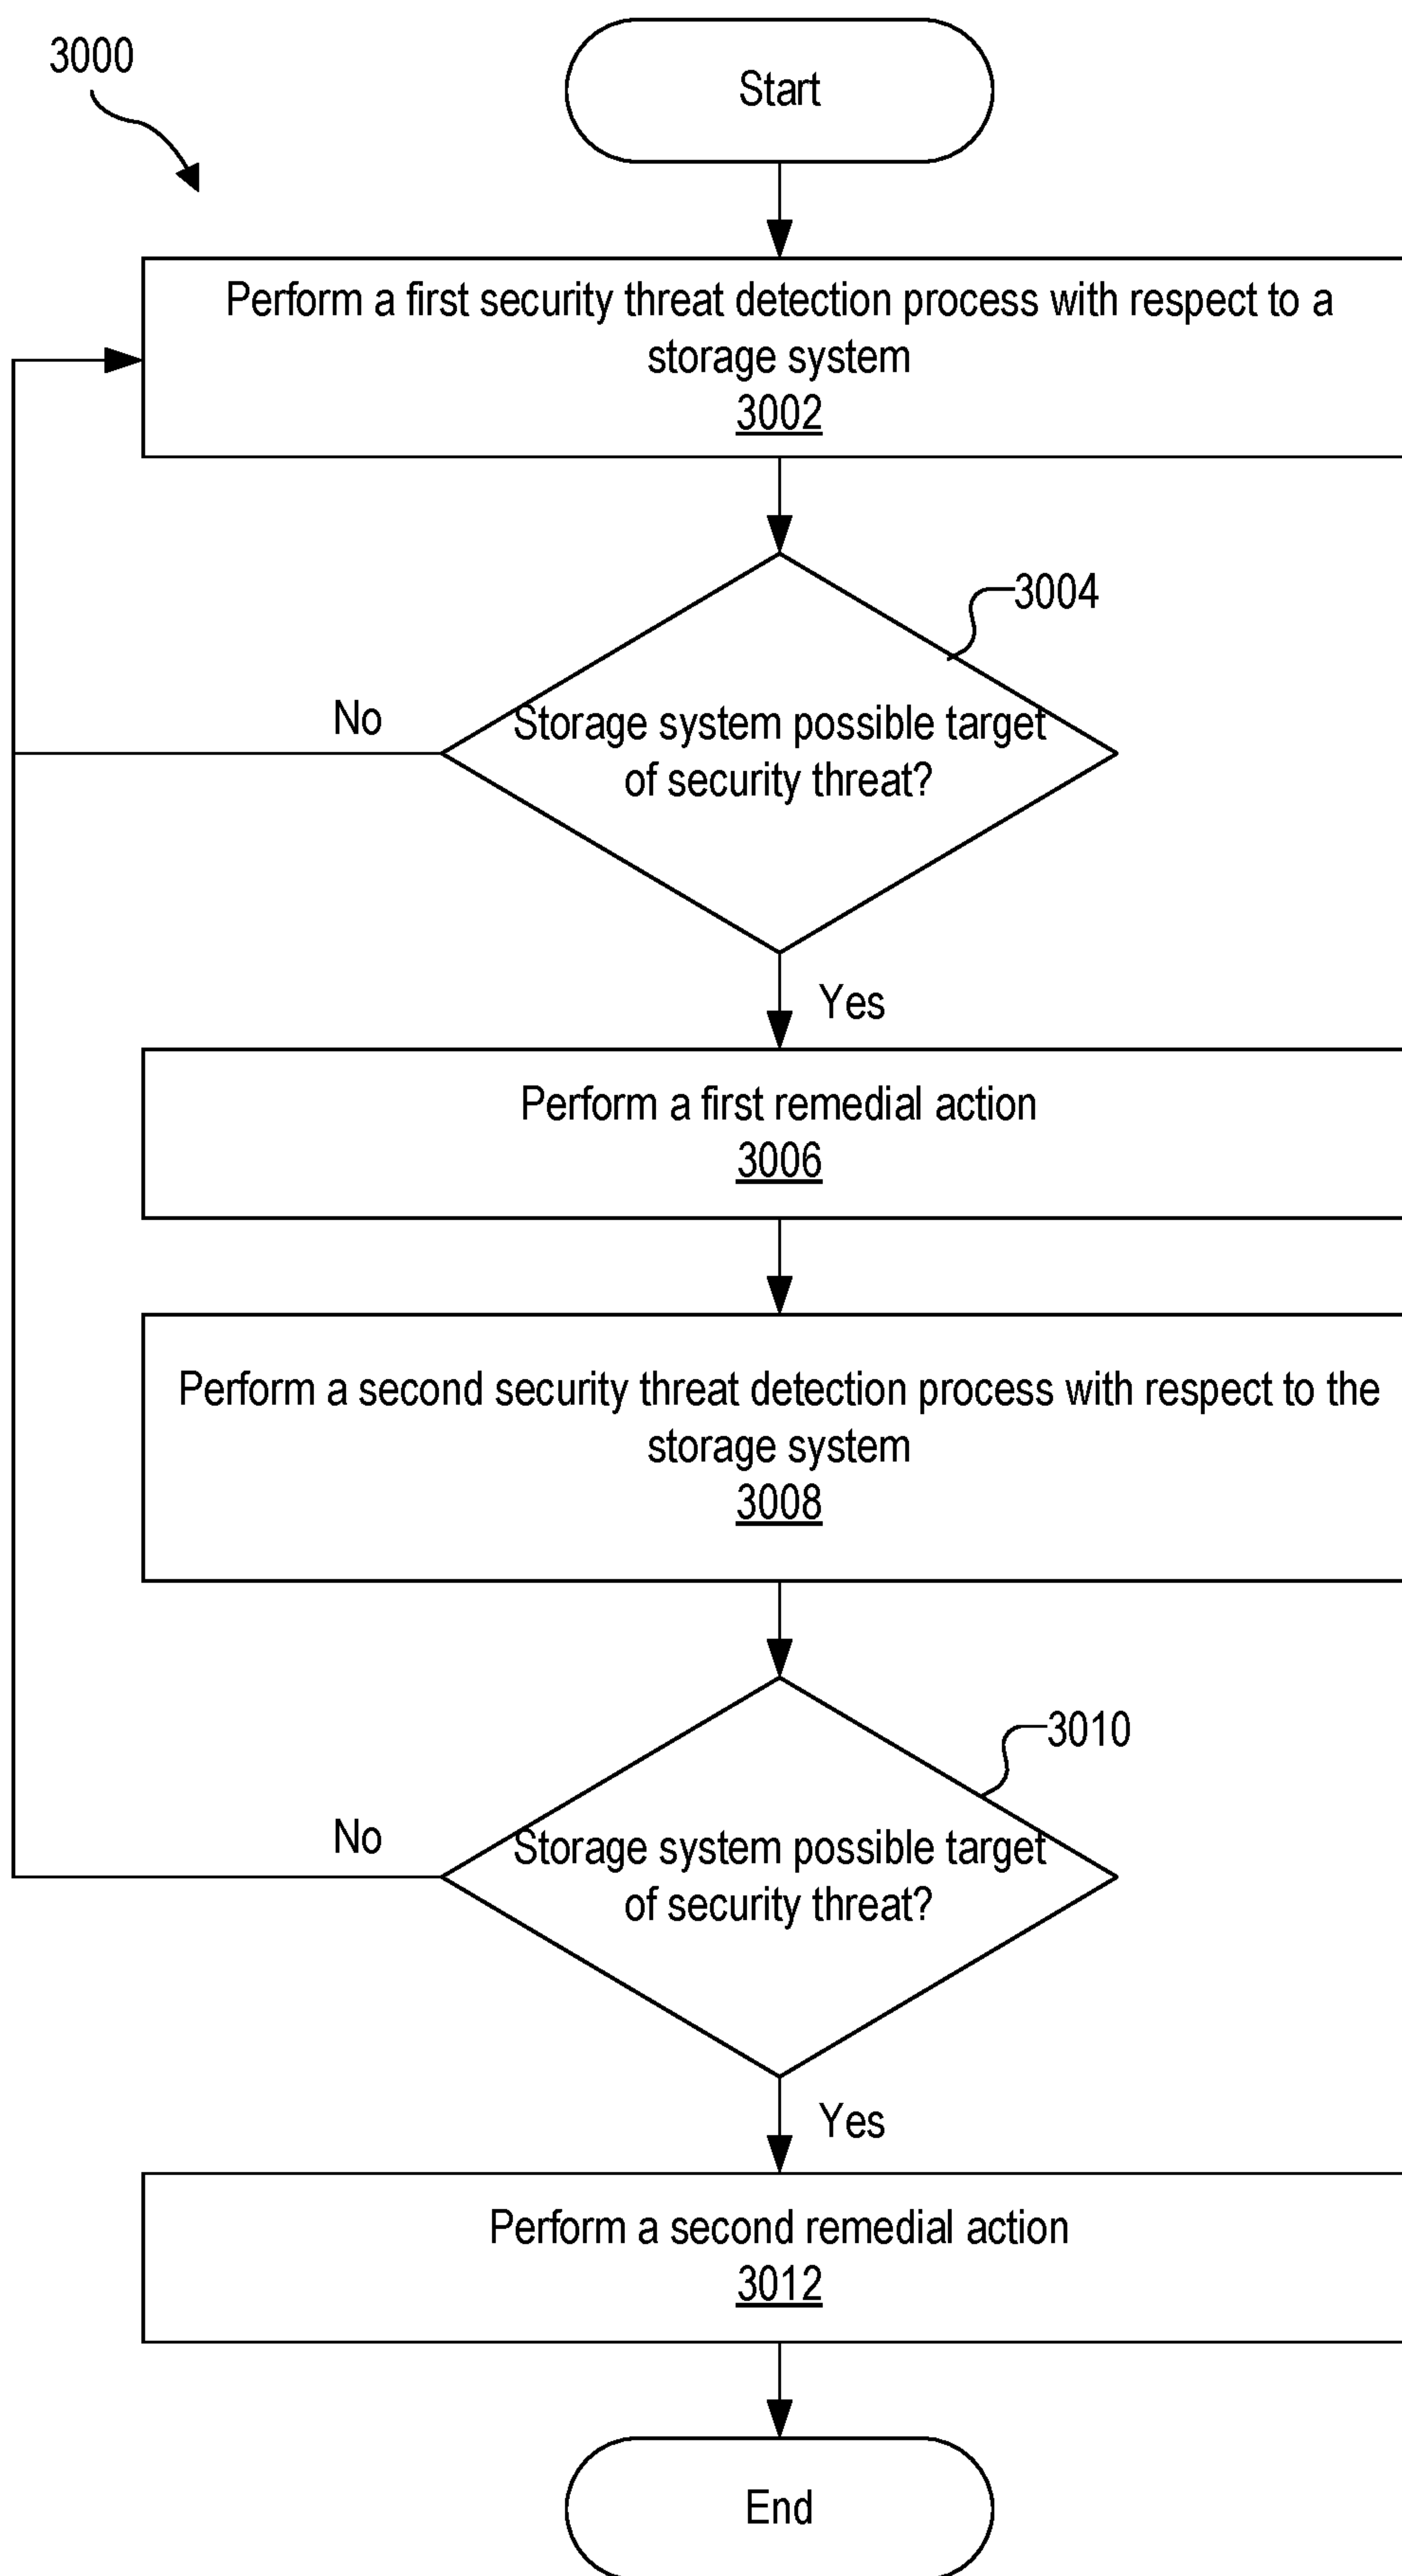 3000
Start
Perform a first security threat detection process with respect to a
storage system
3002
3004
Storage system possible target
of security threat?
No
Yes
Perform a first remedial action
3006
Perform a second security threat detection process with respect to the
storage system
3008
3010
Storage system possible target
of security threat?
No
Yes
Perform a second remedial action
3012
End